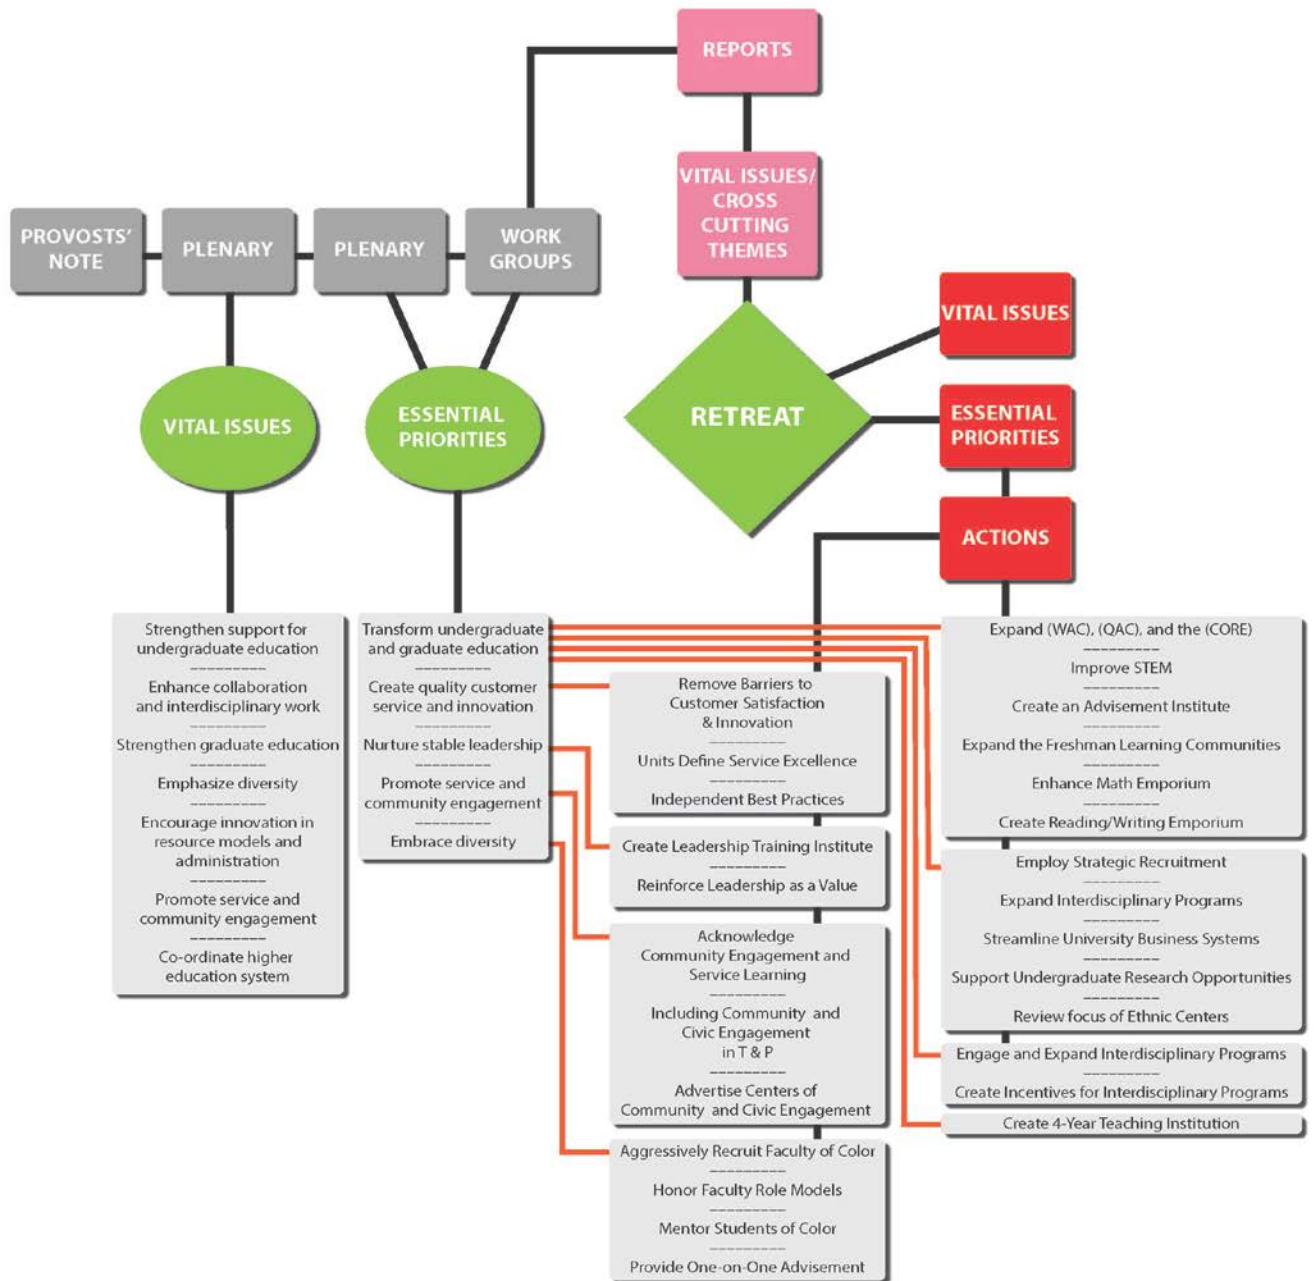 REPORTS
VITAL ISSUES/
CROSS
CUTTING
THEMES
PROVOSTS'
NOTE
PLENARY
PLENARY
WORK
GROUPS
VITAL ISSUES
ESSENTIAL
PRIORITIES
RETREAT
VITAL ISSUES
ESSENTIAL
PRIORITIES
ACTIONS
Strengthen support for
undergraduate education
Enhance collaboration
and interdisciplinary work
Strengthen graduate education
Emphasize diversity
Encourage innovation in
resource models and
administration
Promote service and
community engagement
Co-ordinate higher
education system
Transform undergraduate
and graduate education
Create quality customer
service and innovation
Nurture stable leadership
Promote service and
community engagement
Embrace diversity
Remove Barriers to
Customer Satisfaction
& Innovation
Units Define Service Excellence
Independent Best Practices
Create Leadership Training Institute
Reinforce Leadership as a Value
Acknowledge
Community Engagement and
Service Learning
Including Community and
Civic Engagement
in T & P
Advertise Centers of
Community and Civic Engagement
Aggressively Recruit Faculty of Color
Honor Faculty Role Models
Mentor Students of Color
Provide One-on-One Advisement
Expand (WAC), (QAC), and the (CORE)
Improve STEM
Create an Advisement Institute
Expand the Freshman Learning Communities
Enhance Math Emporium
Create Reading/Writing Emporium
Employ Strategic Recruitment
Expand Interdisciplinary Programs
Streamline University Business Systems
Support Undergraduate Research Opportunities
Review focus of Ethnic Centers
Engage and Expand Interdisciplinary Programs
Create Incentives for Interdisciplinary Programs
Create 4-Year Teaching Institution